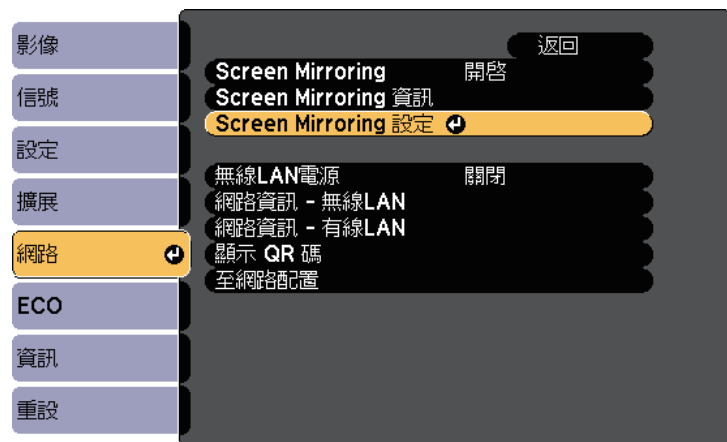 影像
信號
設定
擴展
網路
ECO
資訊
重設
返回
Screen Mirroring 開啓
Screen Mirroring 資訊
Screen Mirroring 設定
無線LAN電源 關閉
網路資訊 - 無線LAN
網路資訊 - 有線LAN
顯示 QR 碼
至網路配置